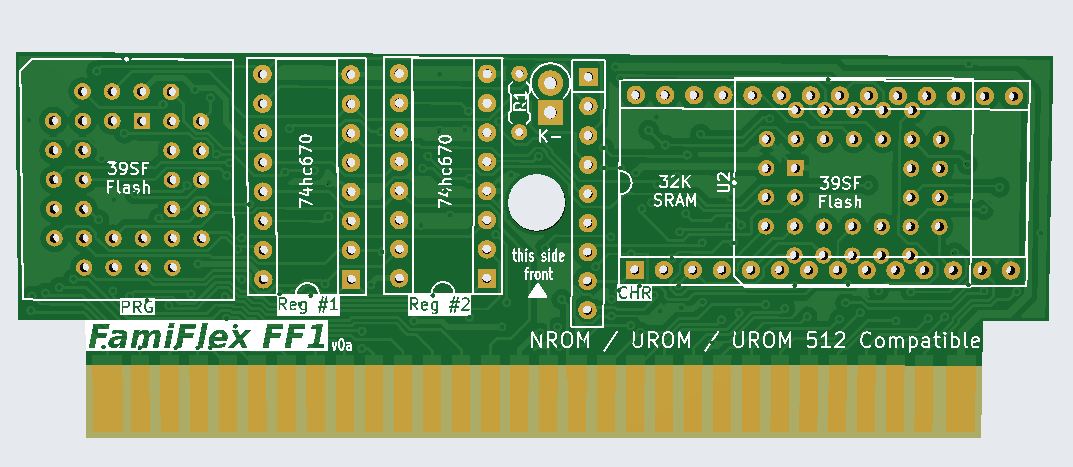 39SF
Flash
PRG
74hc670
Reg #1
74hc670
Reg #2
R1
K-
this side
front
32K
SRAM
U2
39SF
Flash
CHR
FamiFlex FF1 v0a
NROM / UROM / UROM 512 Compatible